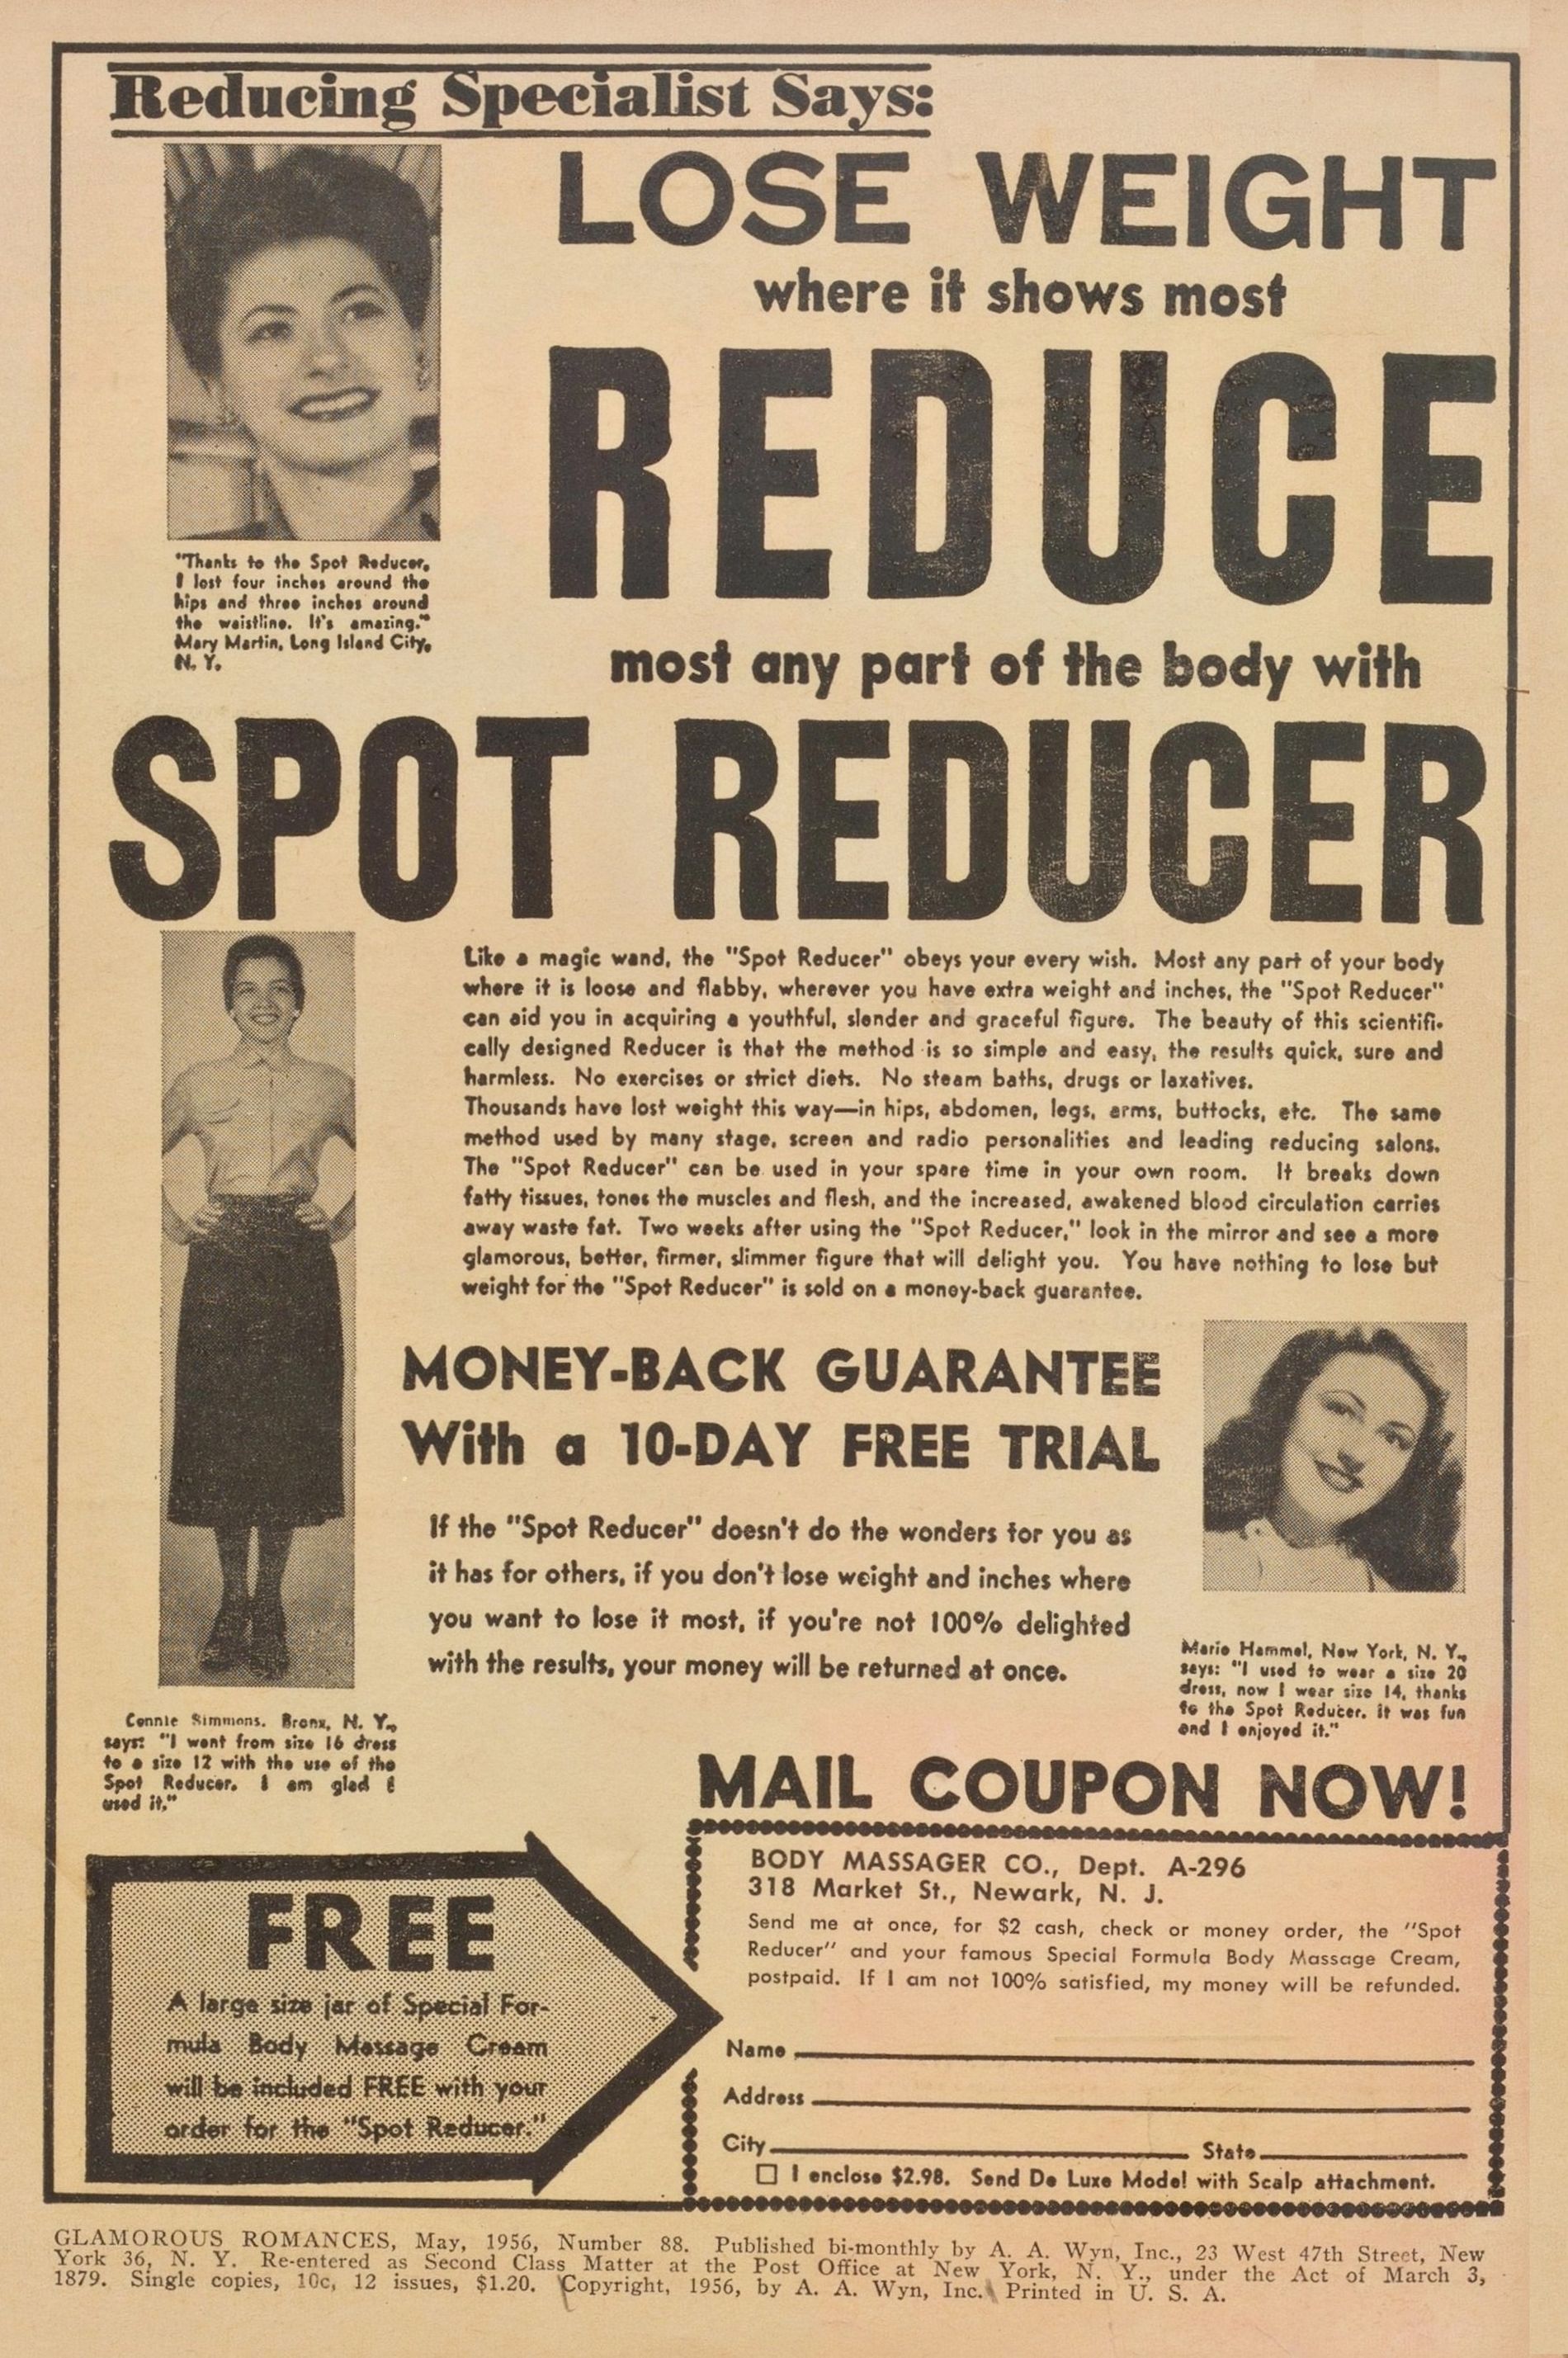 Reducing Specialist Says:
LOSE WEIGHT
where it shows most
REDUCE
"Thanks to the Spot Reducer,
I lost four inches around the
hips and three inches around
the waistline. It's amazing."
Mary Martin, Long Island City,
N. Y.
most any part of the body with
SPOT REDUCER
Like a magic wand, the "Spot Reducer" obeys your every wish. Most any part of your body
where it is loose and flabby, wherever you have extra weight and inches, the "Spot Reducer"
can aid you in acquiring a youthful, slender and graceful figure. The beauty of this scientifi-
cally designed Reducer is that the method is so simple and easy, the results quick, sure and
harmless. No exercises or strict diets. No steam baths, drugs or laxatives.
Thousands have lost weight this way—in hips, abdomen, legs, arms, buttocks, etc. The same
method used by many stage, screen and radio personalities and leading reducing salons.
The "Spot Reducer" can be used in your spare time in your own room. It breaks down
fatty tissues, tones the muscles and flesh, and the increased, awakened blood circulation carries
away waste fat. Two weeks after using the "Spot Reducer," look in the mirror and see a more
glamorous, better, firmer, slimmer figure that will delight you. You have nothing to lose but
weight for the "Spot Reducer" is sold on a money-back guarantee.
MONEY-BACK GUARANTEE
With a 10-DAY FREE TRIAL
If the "Spot Reducer" doesn't do the wonders for you as
it has for others, if you don't lose weight and inches where
you want to lose it most, if you're not 100% delighted
with the results, your money will be returned at once.
Marie Hammel, New York, N. Y.,
says: "I used to wear a size 20
dress, now I wear size 14, thanks
to the Spot Reducer. It was fun
and I enjoyed it."
Connie Simmons, Bronx, N. Y.,
says: "I went from size 16 dress
to a size 12 with the use of the
Spot Reducer. I am glad I
used it."
MAIL COUPON NOW!
FREE
A large size jar of Special For-
mula Body Massage Cream
will be included FREE with your
order for the "Spot Reducer."
BODY MASSAGER CO., Dept. A-296
318 Market St., Newark, N. J.
Send me at once, for $2 cash, check or money order, the "Spot
Reducer" and your famous Special Formula Body Massage Cream,
postpaid. If I am not 100% satisfied, my money will be refunded.
Name
Address
City State
I enclose $2.98. Send De Luxe Model with Scalp attachment.
GLAMOROUS ROMANCES, May, 1956, Number 88. Published bi-monthly by A. A. Wyn, Inc., 23 West 47th Street, New
York 36, N. Y. Re-entered as Second Class Matter at the Post Office at New York, N. Y., under the Act of March 3,
1879. Single copies, 10c, 12 issues, $1.20. Copyright, 1956, by A. A. Wyn, Inc. Printed in U. S. A.